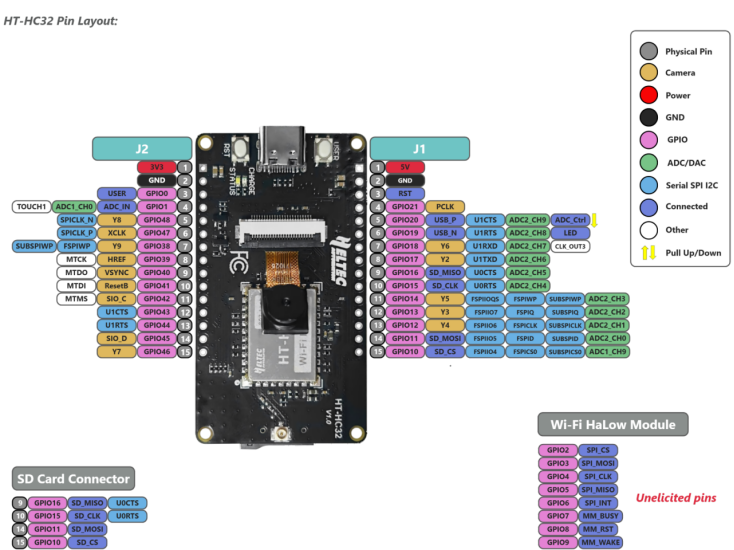 HT-HC32 Pin Layout:
Physical Pin
Camera
Power
GND
GPIO
ADC/DAC
Serial SPI I2C
Connected
Other
Pull Up/Down
J2
3V3 1
GND 2
USER GPIO0 3
TOUCH1 ADC1_CH0 ADC_IN GPIO1 4
SPICLK_N Y8 GPIO48 5
SPICLK_P XCLK GPIO47 6
SUBSPIWP FSPIWP Y9 GPIO38 7
MTCK HREF GPIO39 8
MTDO VSYNC GPIO40 9
MTDI ResetB GPIO41 10
MTMS SIO_C GPIO42 11
U1CTS GPIO43 12
U1RTS GPIO44 13
SIO_D GPIO45 14
Y7 GPIO46 15
RST
STATUS
CHARGE
USER
HELTEC
FC
HELTEC
HT-H
Wi-Fi
HT-HC32
V1.0
J1
1 5V
2 GND
3 RST
4 GPIO21 PCLK
5 GPIO20 USB_P U1CTS ADC2_CH9 ADC_Ctrl
6 GPIO19 USB_N U1RTS ADC2_CH8 LED
7 GPIO18 Y6 U1RXD ADC2_CH7 CLK_OUT3
8 GPIO17 Y2 U1TXD ADC2_CH6
9 GPIO16 SD_MISO U0CTS ADC2_CH5
10 GPIO15 SD_CLK U0RTS ADC2_CH4
11 GPIO14 Y5 FSPIIOQS FSPIWP SUBSPIWP ADC2_CH3
12 GPIO13 Y3 FSPIIO7 FSPIQ SUBSPIQ ADC2_CH2
13 GPIO12 Y4 FSPIIO6 FSPICLK SUBSPICLK ADC2_CH1
14 GPIO11 SD_MOSI FSPIIO5 FSPID SUBSPID ADC2_CH0
15 GPIO10 SD_CS FSPIIO4 FSPICS0 SUBSPICS0 ADC1_CH9
Wi-Fi HaLow Module
GPIO2 SPI_CS
GPIO3 SPI_MOSI
GPIO4 SPI_CLK
GPIO5 SPI_MISO
GPIO6 SPI_INT
GPIO7 MM_BUSY
GPIO8 MM_RST
GPIO9 MM_WAKE
Unelicited pins
SD Card Connector
9 GPIO16 SD_MISO U0CTS
10 GPIO15 SD_CLK U0RTS
14 GPIO11 SD_MOSI
15 GPIO10 SD_CS